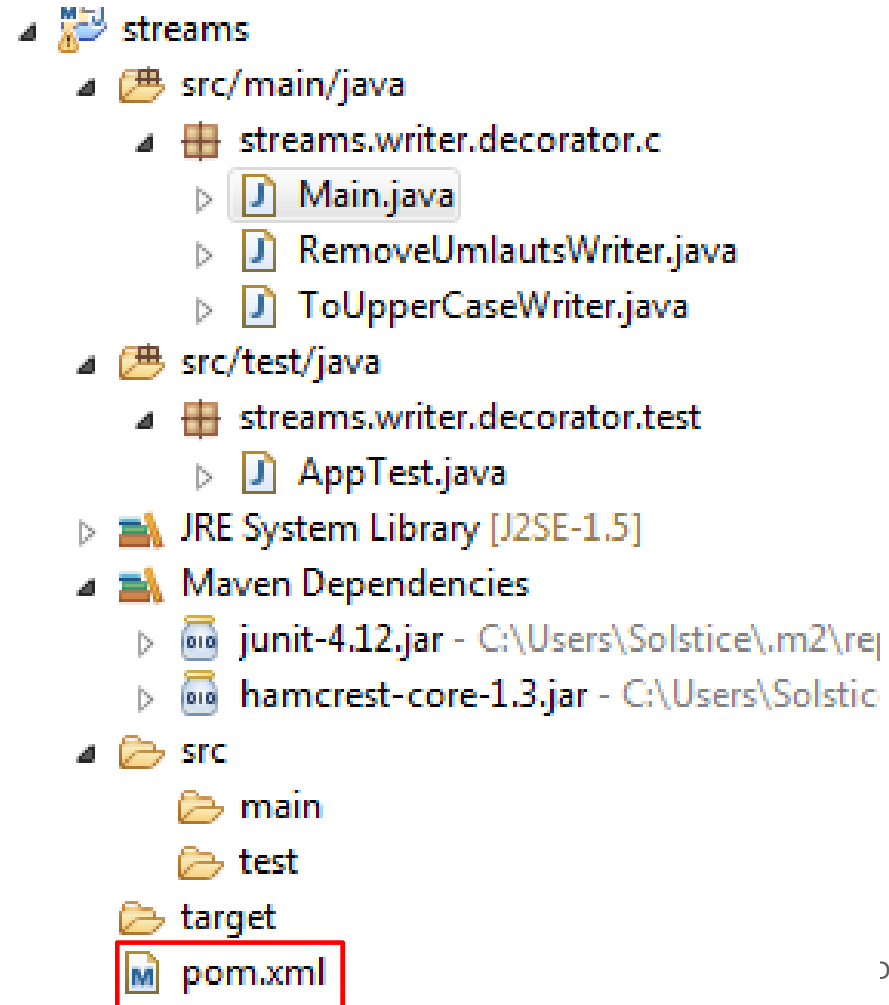 streams
src/main/java
streams.writer.decorator.c
Main.java
RemoveUmlautsWriter.java
ToUpperCaseWriter.java
src/test/java
streams.writer.decorator.test
AppTest.java
JRE System Library [J2SE-1.5]
Maven Dependencies
junit-4.12.jar - C:\Users\Solstice\.m2\rep
hamcrest-core-1.3.jar - C:\Users\Solstic
src
main
test
target
pom.xml